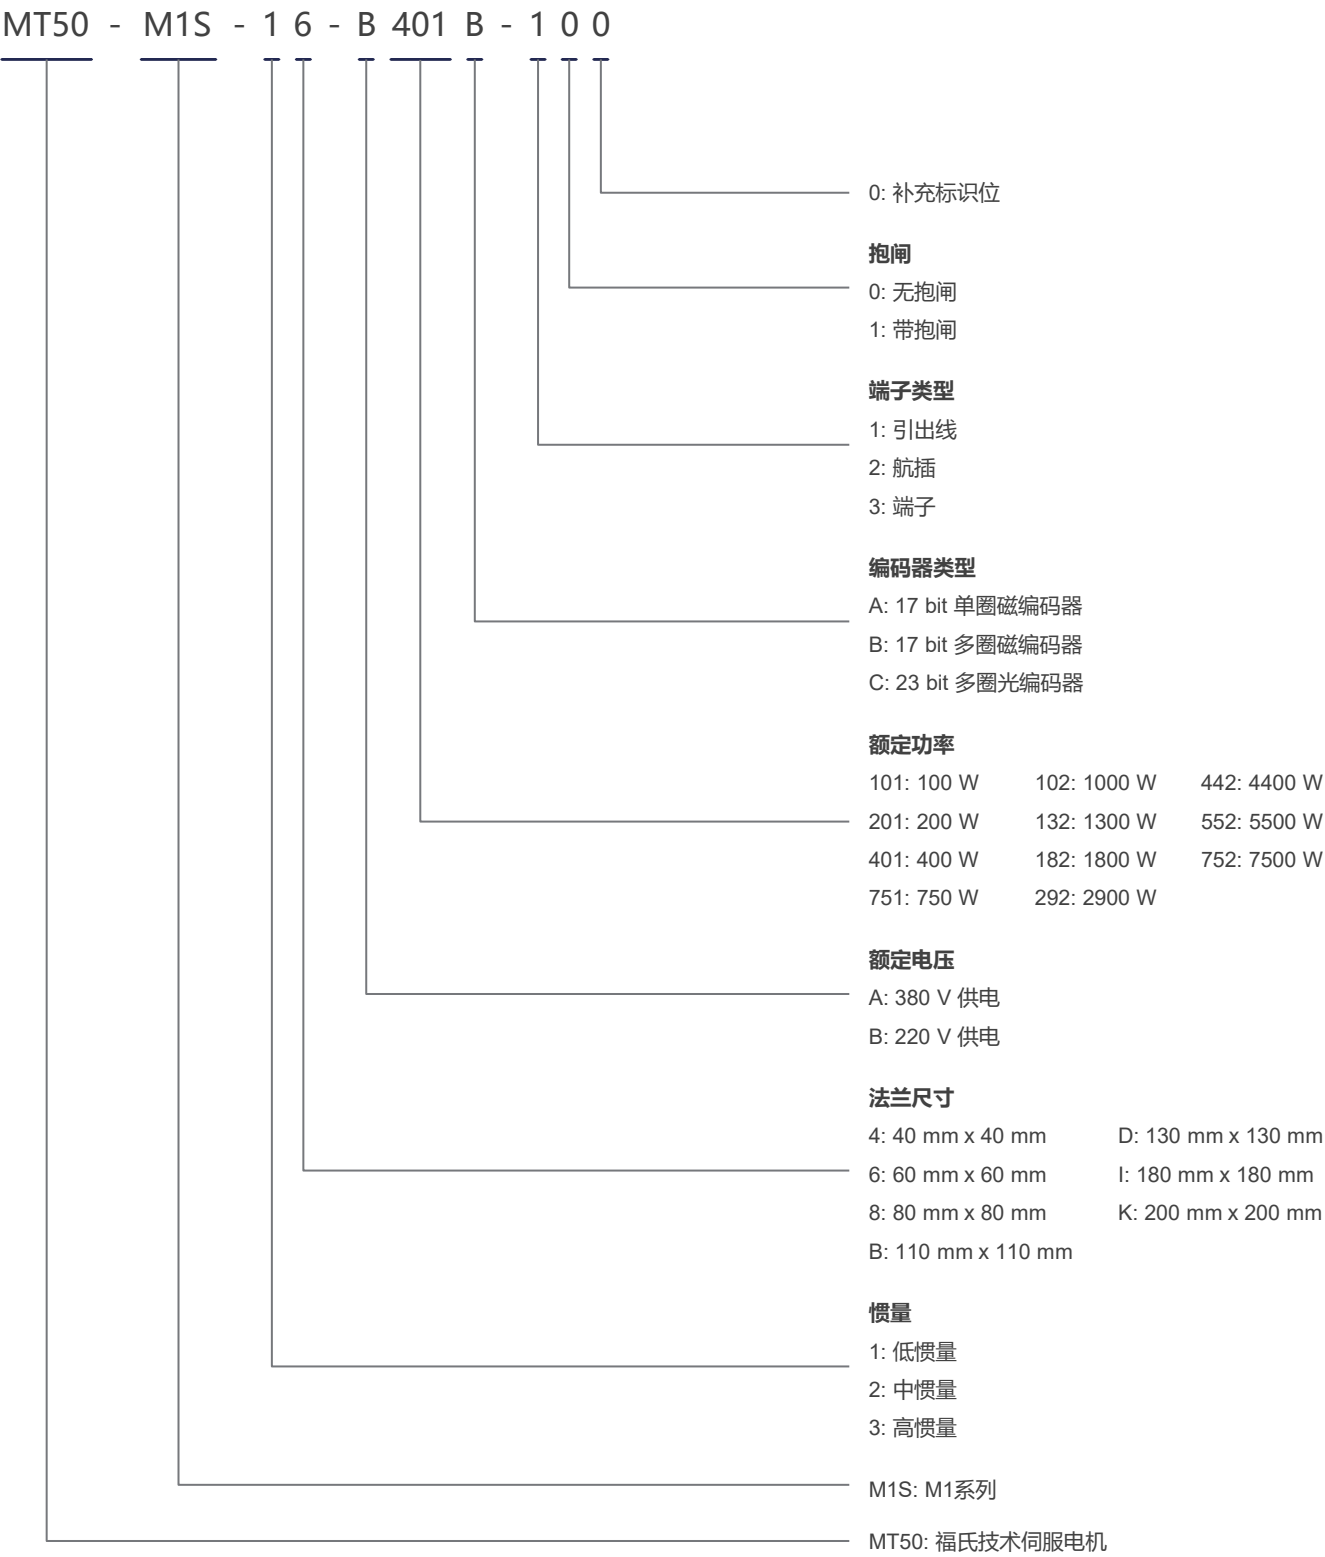 MT50 - M1S - 1 6 - B 401 B - 1 0 0
0: 补充标识位
抱闸
0: 无抱闸
1: 带抱闸
端子类型
1: 引出线
2: 航插
3: 端子
编码器类型
A: 17 bit 单圈磁编码器
B: 17 bit 多圈磁编码器
C: 23 bit 多圈光编码器
额定功率
101: 100 W 102: 1000 W 442: 4400 W
201: 200 W 132: 1300 W 552: 5500 W
401: 400 W 182: 1800 W 752: 7500 W
751: 750 W 292: 2900 W
额定电压
A: 380 V 供电
B: 220 V 供电
法兰尺寸
4: 40 mm x 40 mm D: 130 mm x 130 mm
6: 60 mm x 60 mm I: 180 mm x 180 mm
8: 80 mm x 80 mm K: 200 mm x 200 mm
B: 110 mm x 110 mm
惯量
1: 低惯量
2: 中惯量
3: 高惯量
M1S: M1系列
MT50: 福氏技术伺服电机